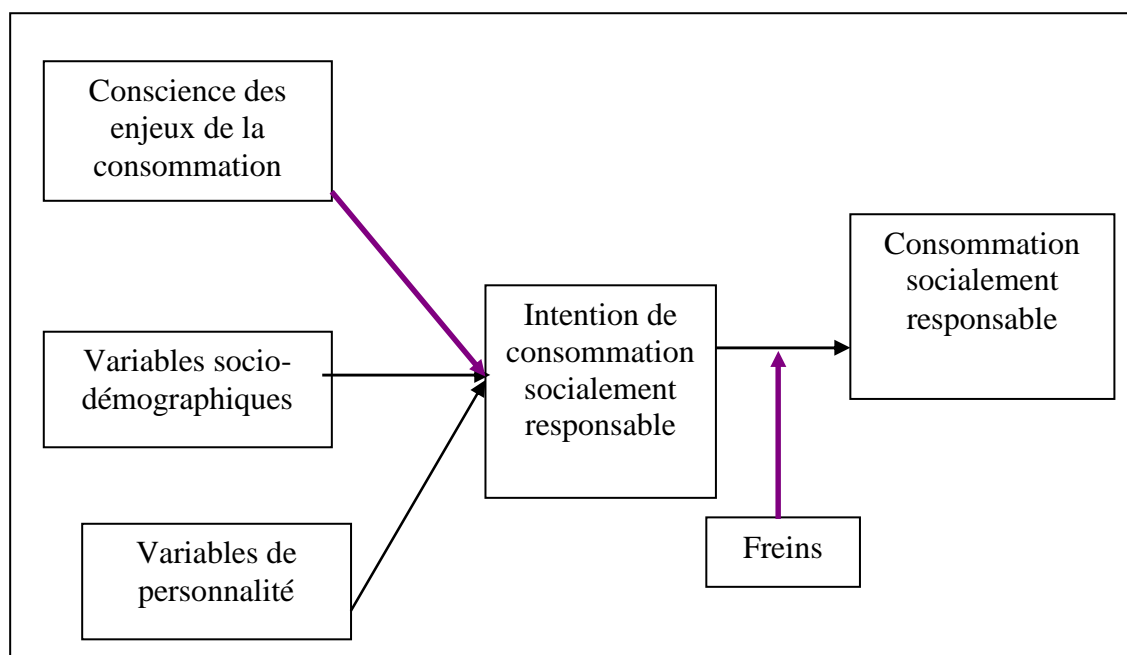 Conscience des
enjeux de la
consommation
Variables socio-
démographiques
Variables de
personnalité
Intention de
consommation
socialement
responsable
Freins
Consommation
socialement
responsable